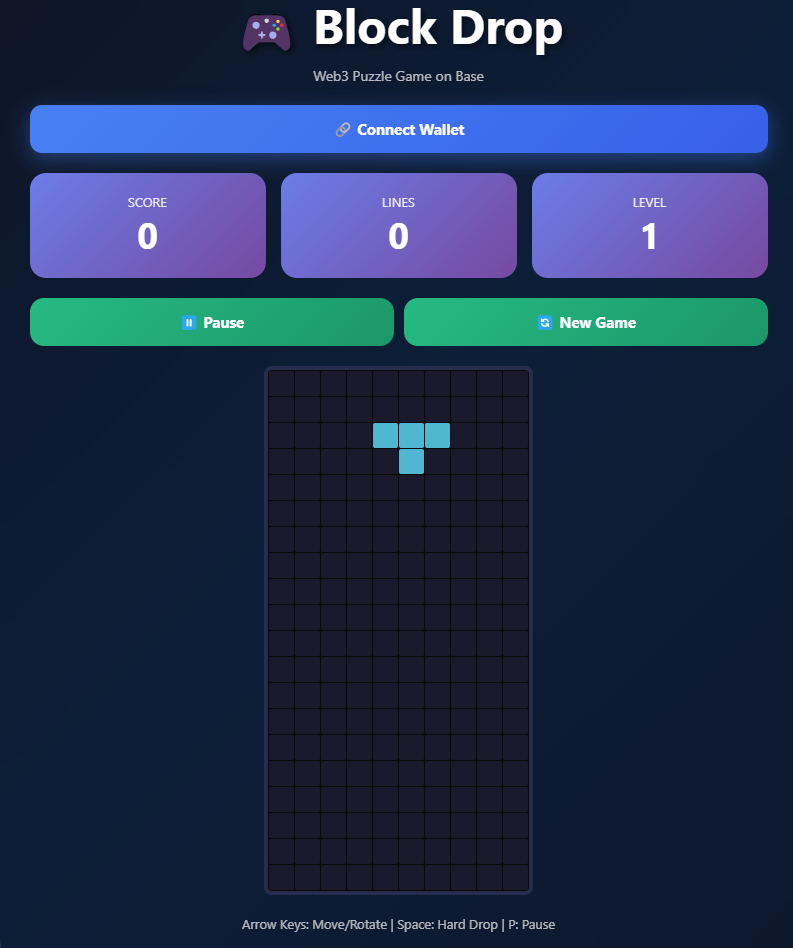 Block Drop
Web3 Puzzle Game on Base
Connect Wallet
SCORE
0
LINES
0
LEVEL
1
Pause
New Game
Arrow Keys: Move/Rotate | Space: Hard Drop | P: Pause